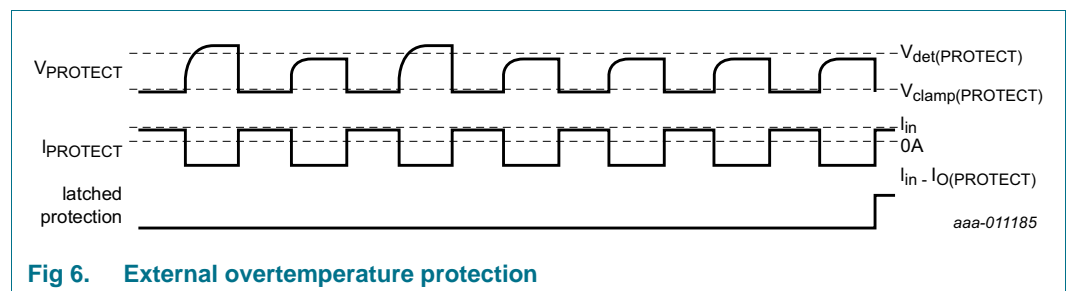 VPROTECT
Vdet(PROTECT)
Vclamp(PROTECT)
IPROTECT
Iin
0A
Iin - IO(PROTECT)
latched
protection
aaa-011185
Fig 6. External overtemperature protection